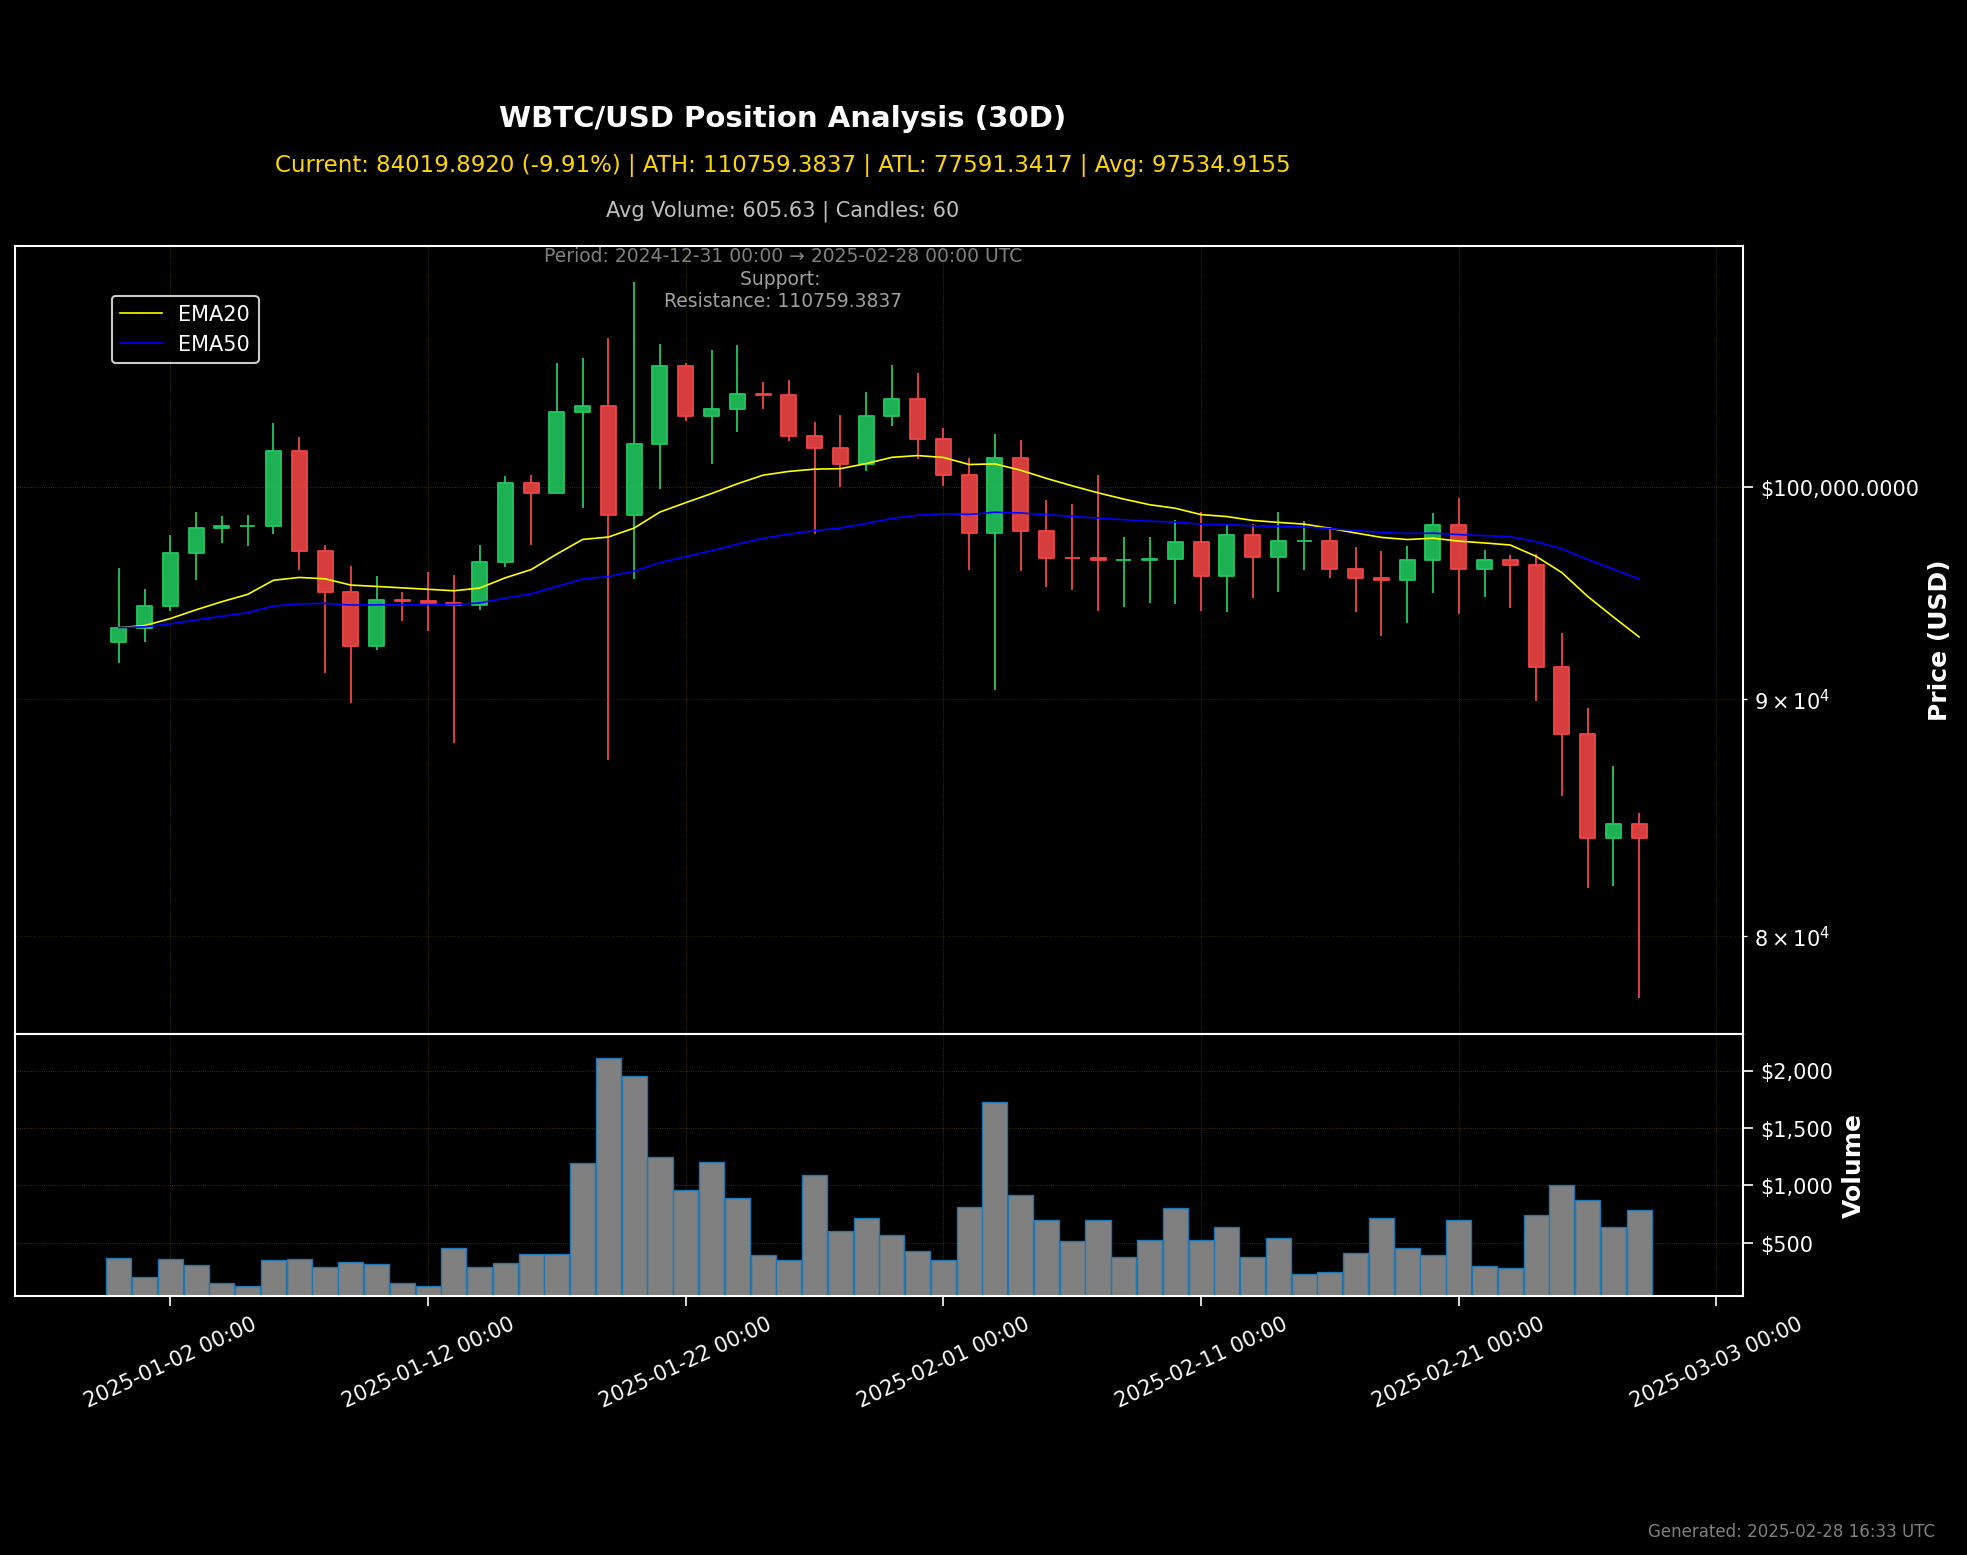 WBTC/USD Position Analysis (30D)
Current: 84019.8920 (-9.91%) | ATH: 110759.3837 | ATL: 77591.3417 | Avg: 97534.9155
Avg Volume: 605.63 | Candles: 60
Period: 2024-12-31 00:00 → 2025-02-28 00:00 UTC
Support:
Resistance: 110759.3837
EMA20
EMA50
$100,000.0000
9 × 10⁴
8 × 10⁴
Price (USD)
$2,000
$1,500
$1,000
$500
Volume
2025-01-02 00:00
2025-01-12 00:00
2025-01-22 00:00
2025-02-01 00:00
2025-02-11 00:00
2025-02-21 00:00
2025-03-03 00:00
Generated: 2025-02-28 16:33 UTC